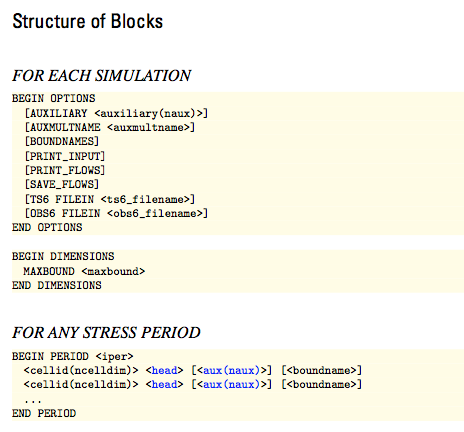 Structure of Blocks
FOR EACH SIMULATION
BEGIN OPTIONS
  [AUXILIARY <auxiliary(naux)>]
  [AUXMULTNAME <auxmultname>]
  [BOUNDNAMES]
  [PRINT_INPUT]
  [PRINT_FLOWS]
  [SAVE_FLOWS]
  [TS6 FILEIN <ts6_filename>]
  [OBS6 FILEIN <obs6_filename>]
END OPTIONS
BEGIN DIMENSIONS
  MAXBOUND <maxbound>
END DIMENSIONS
FOR ANY STRESS PERIOD
BEGIN PERIOD <iper>
  <cellid(ncelldim)> <head> [<aux(naux)>] [<boundname>]
  <cellid(ncelldim)> <head> [<aux(naux)>] [<boundname>]
  ...
END PERIOD